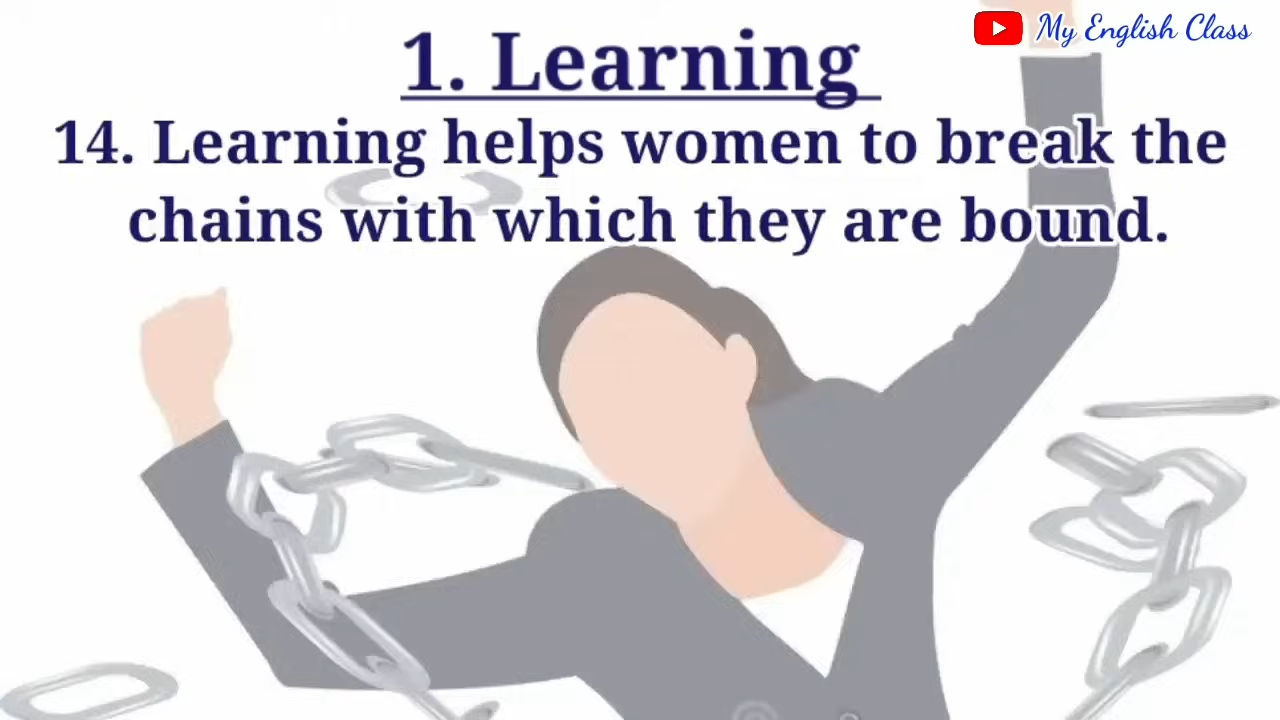 My English Class
1. Learning
14. Learning helps women to break the
chains with which they are bound.